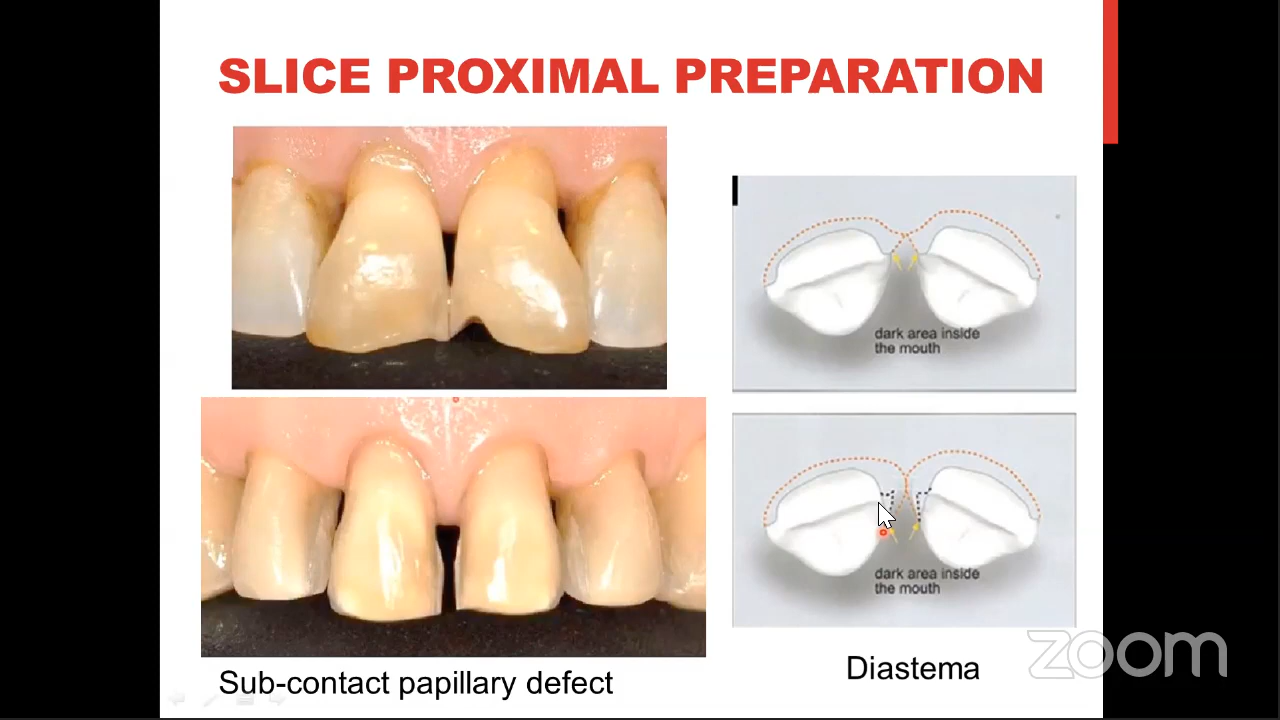 SLICE PROXIMAL PREPARATION
dark area inside
the mouth
dark area inside
the mouth
Sub-contact papillary defect
Diastema
zoom